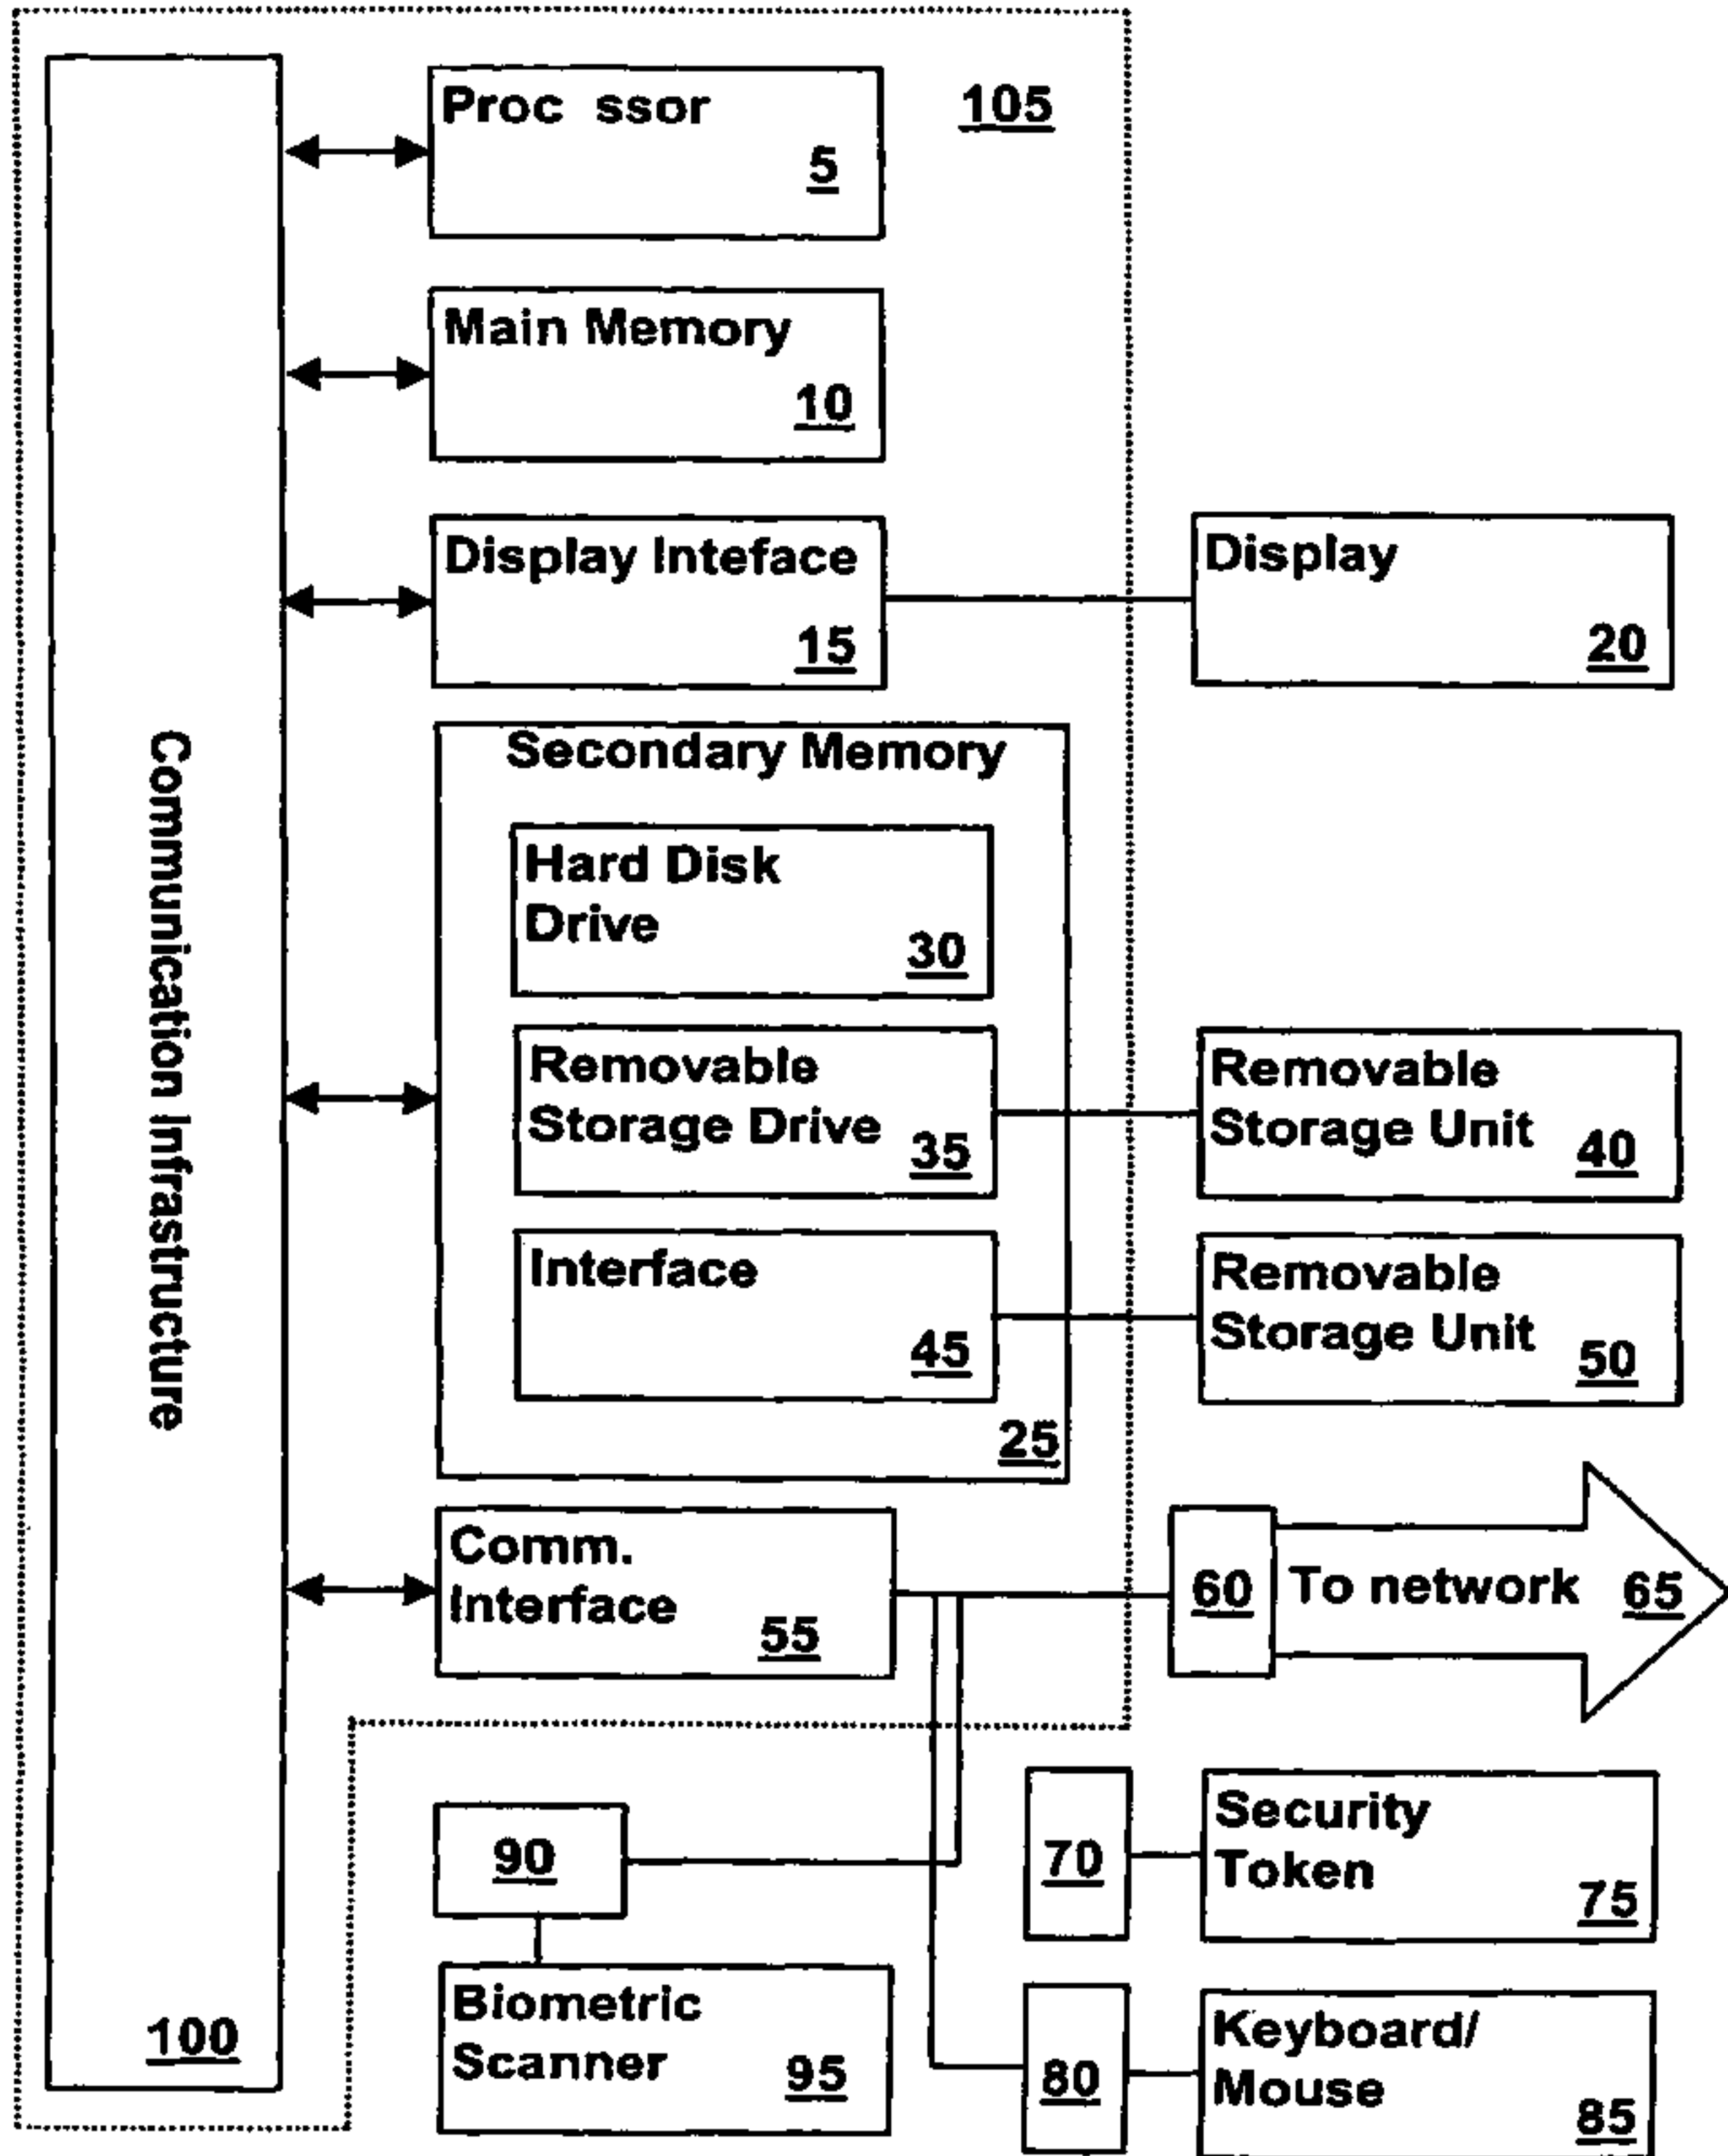 Proc ssor
5
105
Main Memory
10
Display Inteface
15
Display
20
Secondary Memory
Hard Disk
Drive
30
Removable
Storage Drive
35
Removable
Storage Unit
40
Interface
45
Removable
Storage Unit
50
25
Communication Infrastructure
100
Comm.
Interface
55
60
To network
65
90
70
Security
Token
75
Biometric
Scanner
95
80
Keyboard/
Mouse
85